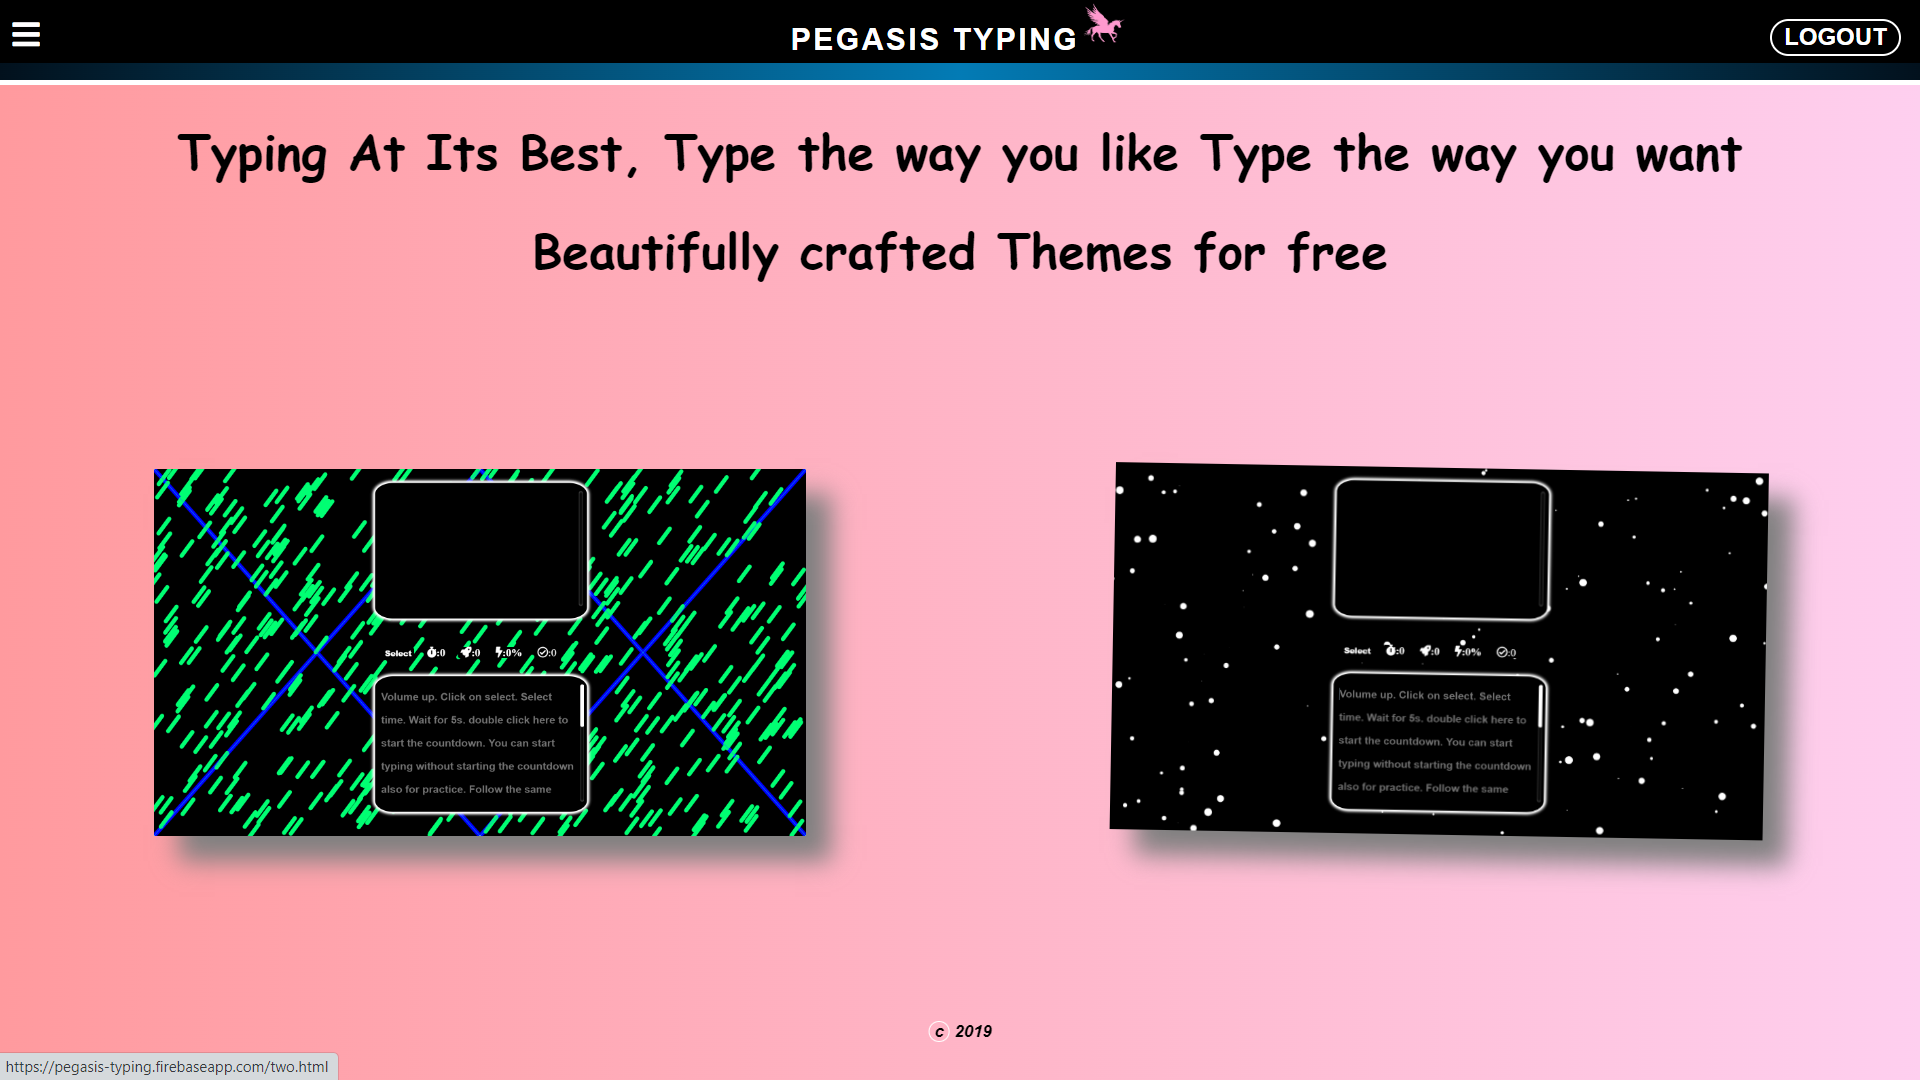 PEGASIS TYPING
LOGOUT
Typing At Its Best, Type the way you like Type the way you want
Beautifully crafted Themes for free
Select :0 :0 :0% :0
Volume up. Click on select. Select
time. Wait for 5s. double click here to
start the countdown. You can start
typing without starting the countdown
also for practice. Follow the same
Select :0 :0 :0% :0
Volume up. Click on select. Select
time. Wait for 5s. double click here to
start the countdown. You can start
typing without starting the countdown
also for practice. Follow the same
c 2019
https://pegasis-typing.firebaseapp.com/two.html